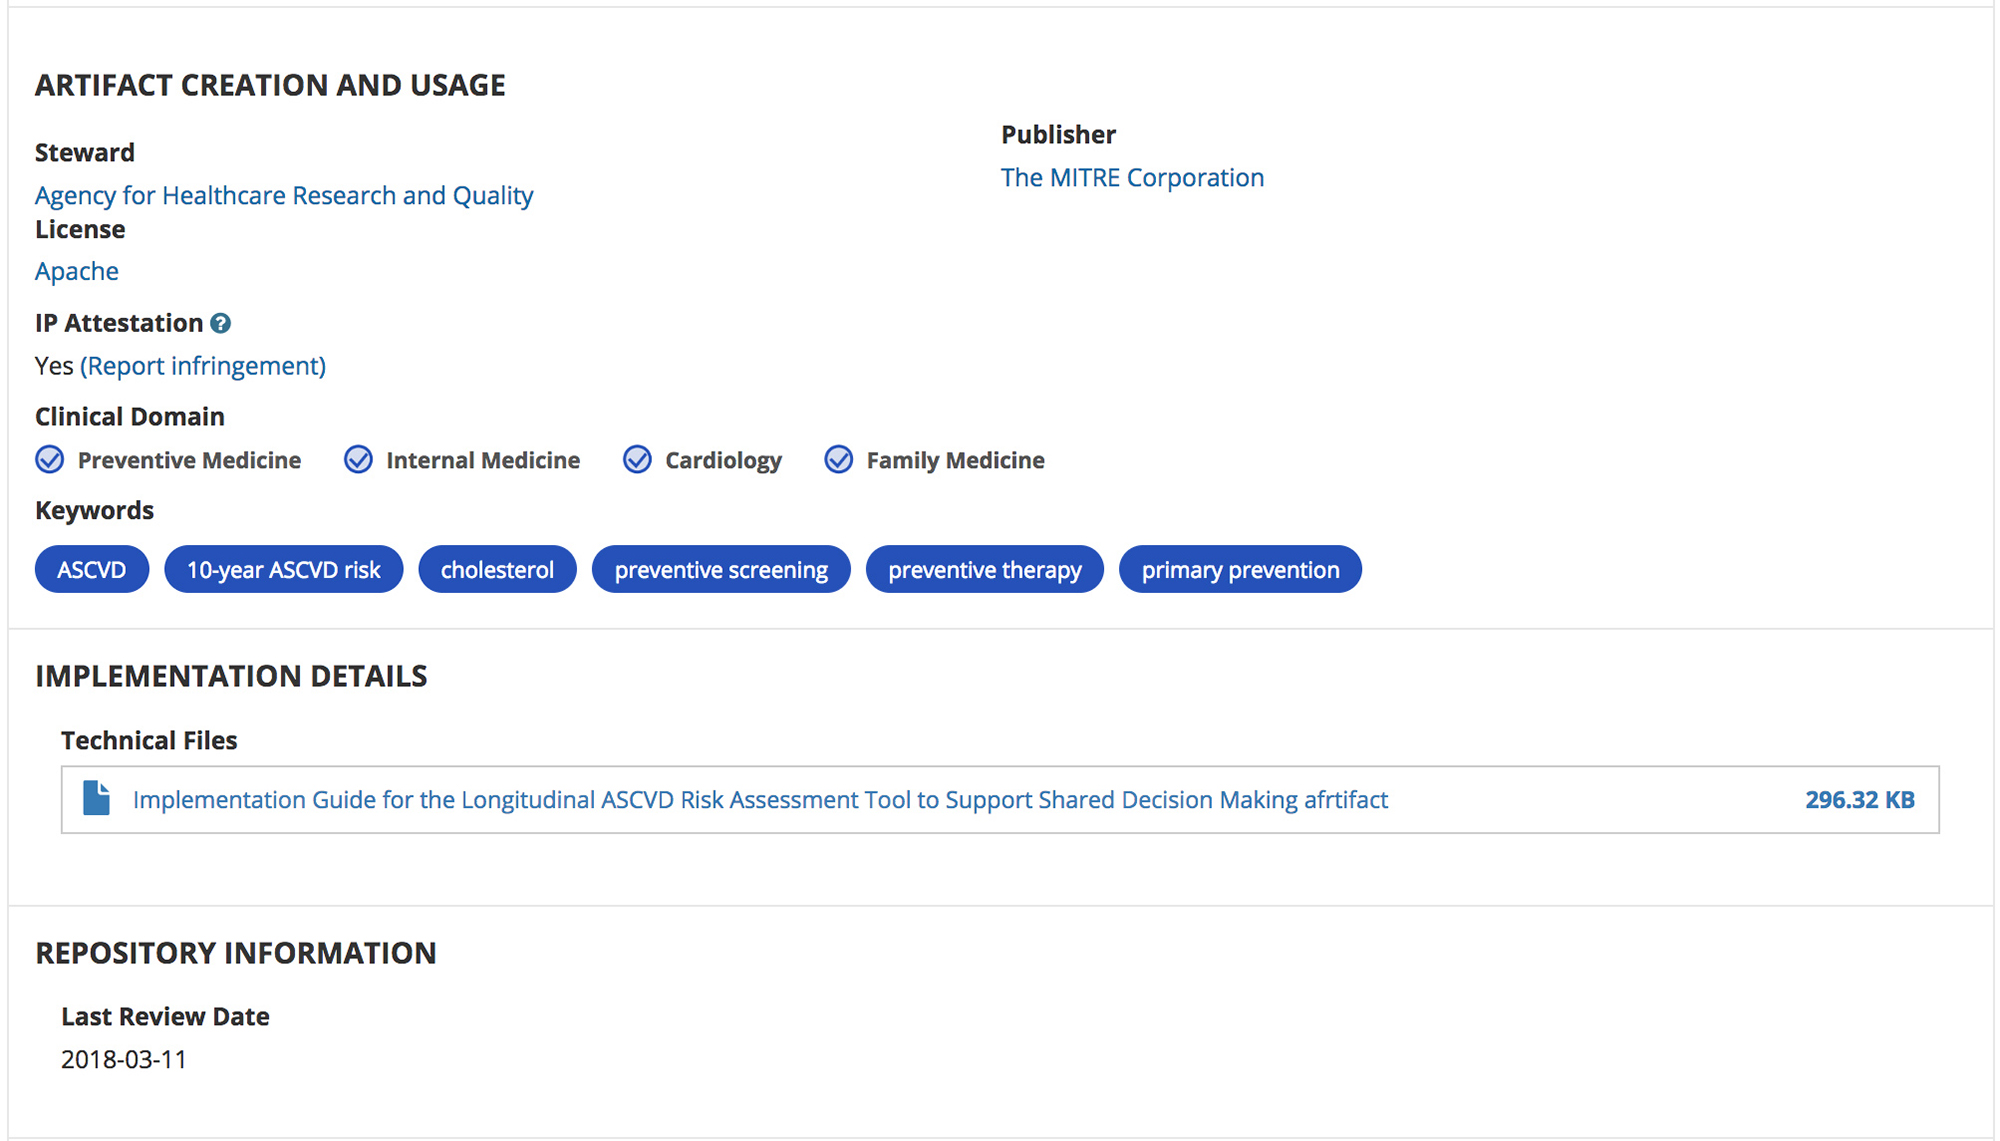 ARTIFACT CREATION AND USAGE
Steward
Agency for Healthcare Research and Quality
Publisher
The MITRE Corporation
License
Apache
IP Attestation ?
Yes (Report infringement)
Clinical Domain
Preventive Medicine Internal Medicine Cardiology Family Medicine
Keywords
ASCVD 10-year ASCVD risk cholesterol preventive screening preventive therapy primary prevention
IMPLEMENTATION DETAILS
Technical Files
Implementation Guide for the Longitudinal ASCVD Risk Assessment Tool to Support Shared Decision Making afrtifact 296.32 KB
REPOSITORY INFORMATION
Last Review Date
2018-03-11